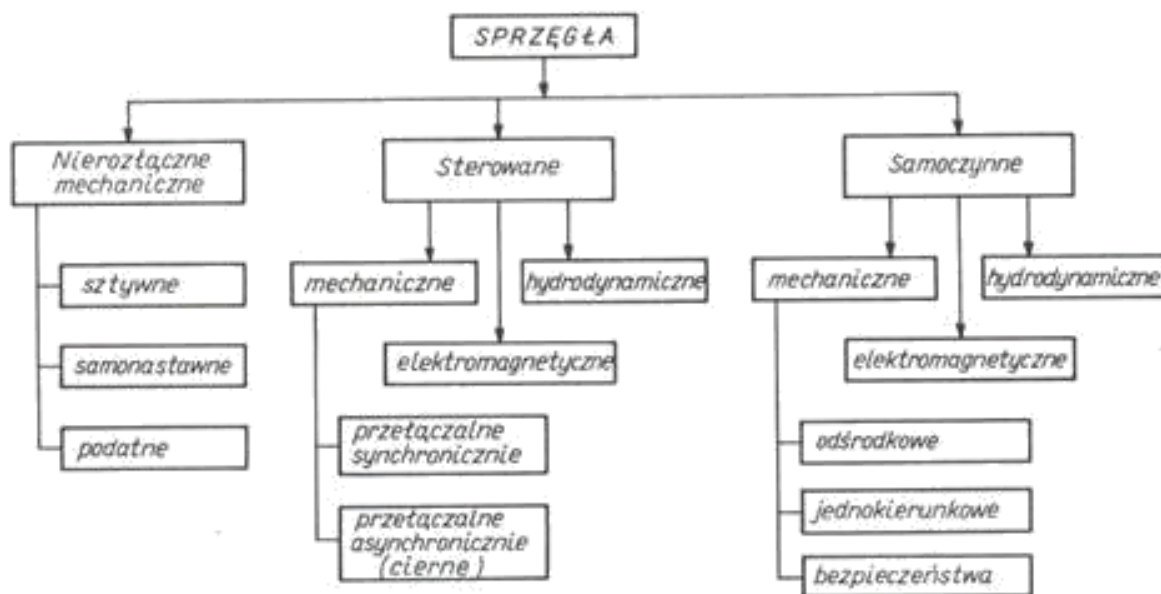 SPRZĘGŁA
Nierozłączne
mechaniczne
sztywne
samonastawne
podatne
Sterowane
mechaniczne
hydrodynamiczne
elektromagnetyczne
przełączalne
synchronicznie
przełączalne
asynchronicznie
(cierne)
Samoczynne
mechaniczne
hydrodynamiczne
elektromagnetyczne
odśrodkowe
jednokierunkowe
bezpieczeństwa